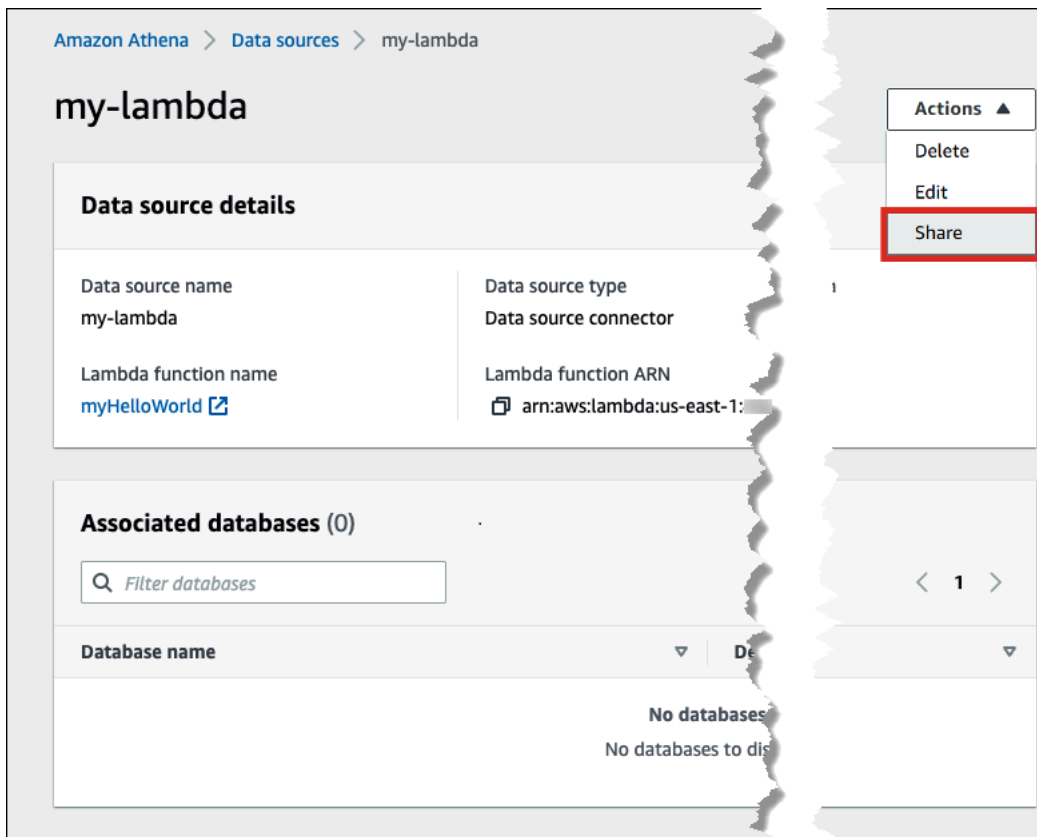 Amazon Athena > Data sources > my-lambda
my-lambda
Actions
Delete
Edit
Share
Data source details
Data source name
my-lambda
Data source type
Data source connector
Lambda function name
myHelloWorld
Lambda function ARN
arn:aws:lambda:us-east-1:
Associated databases (0)
Filter databases
< 1 >
Database name
No databases
No databases to